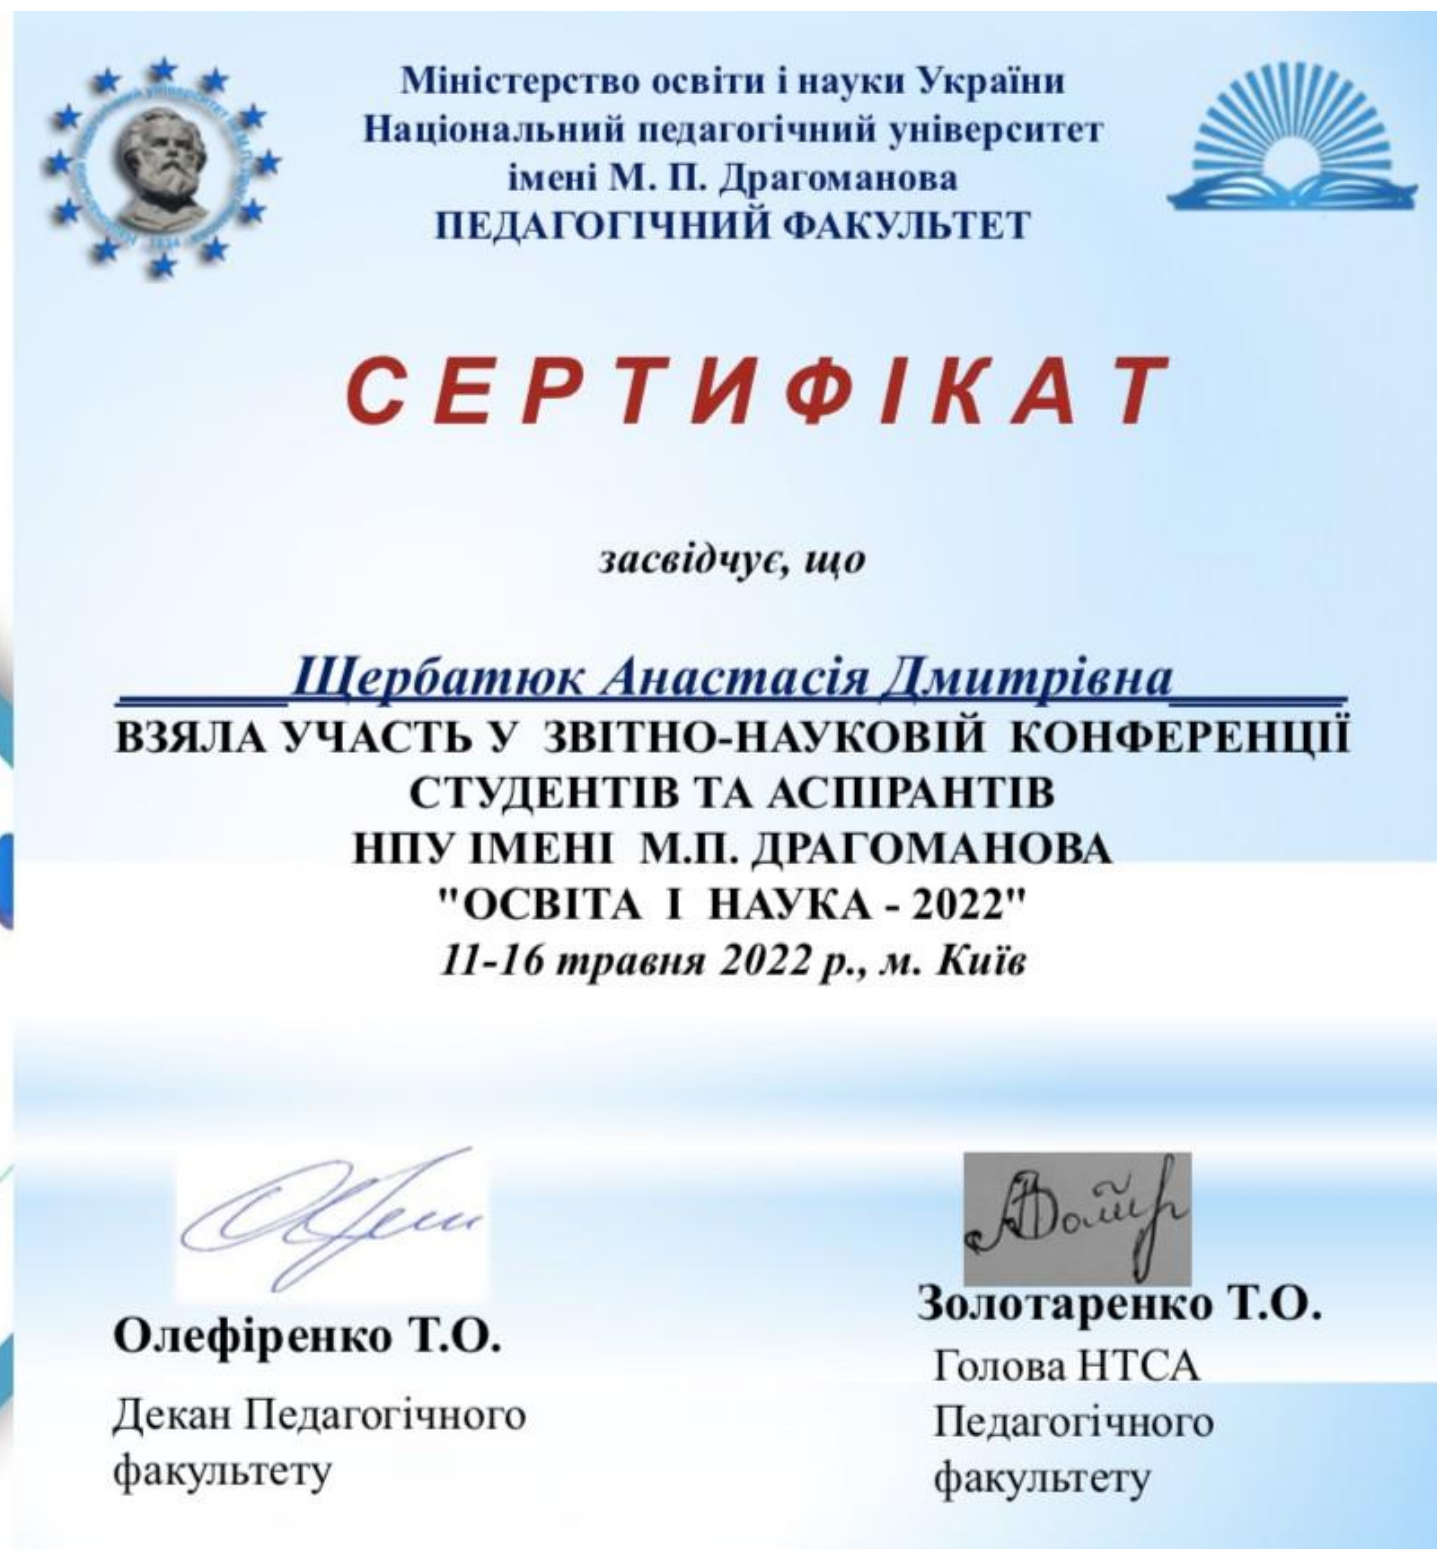 Міністерство освіти і науки України
Національний педагогічний університет
імені М. П. Драгоманова
ПЕДАГОГІЧНИЙ ФАКУЛЬТЕТ
1834
СЕРТИФІКАТ
засвідчує, що
Щербатюк Анастасія Дмитрівна
ВЗЯЛА УЧАСТЬ У ЗВІТНО-НАУКОВІЙ КОНФЕРЕНЦІЇ
СТУДЕНТІВ ТА АСПІРАНТІВ
НПУ ІМЕНІ М.П. ДРАГОМАНОВА
"ОСВІТА І НАУКА - 2022"
11-16 травня 2022 р., м. Київ
Олефіренко Т.О.
Декан Педагогічного
факультету
Золотаренко Т.О.
Голова НТСА
Педагогічного
факультету